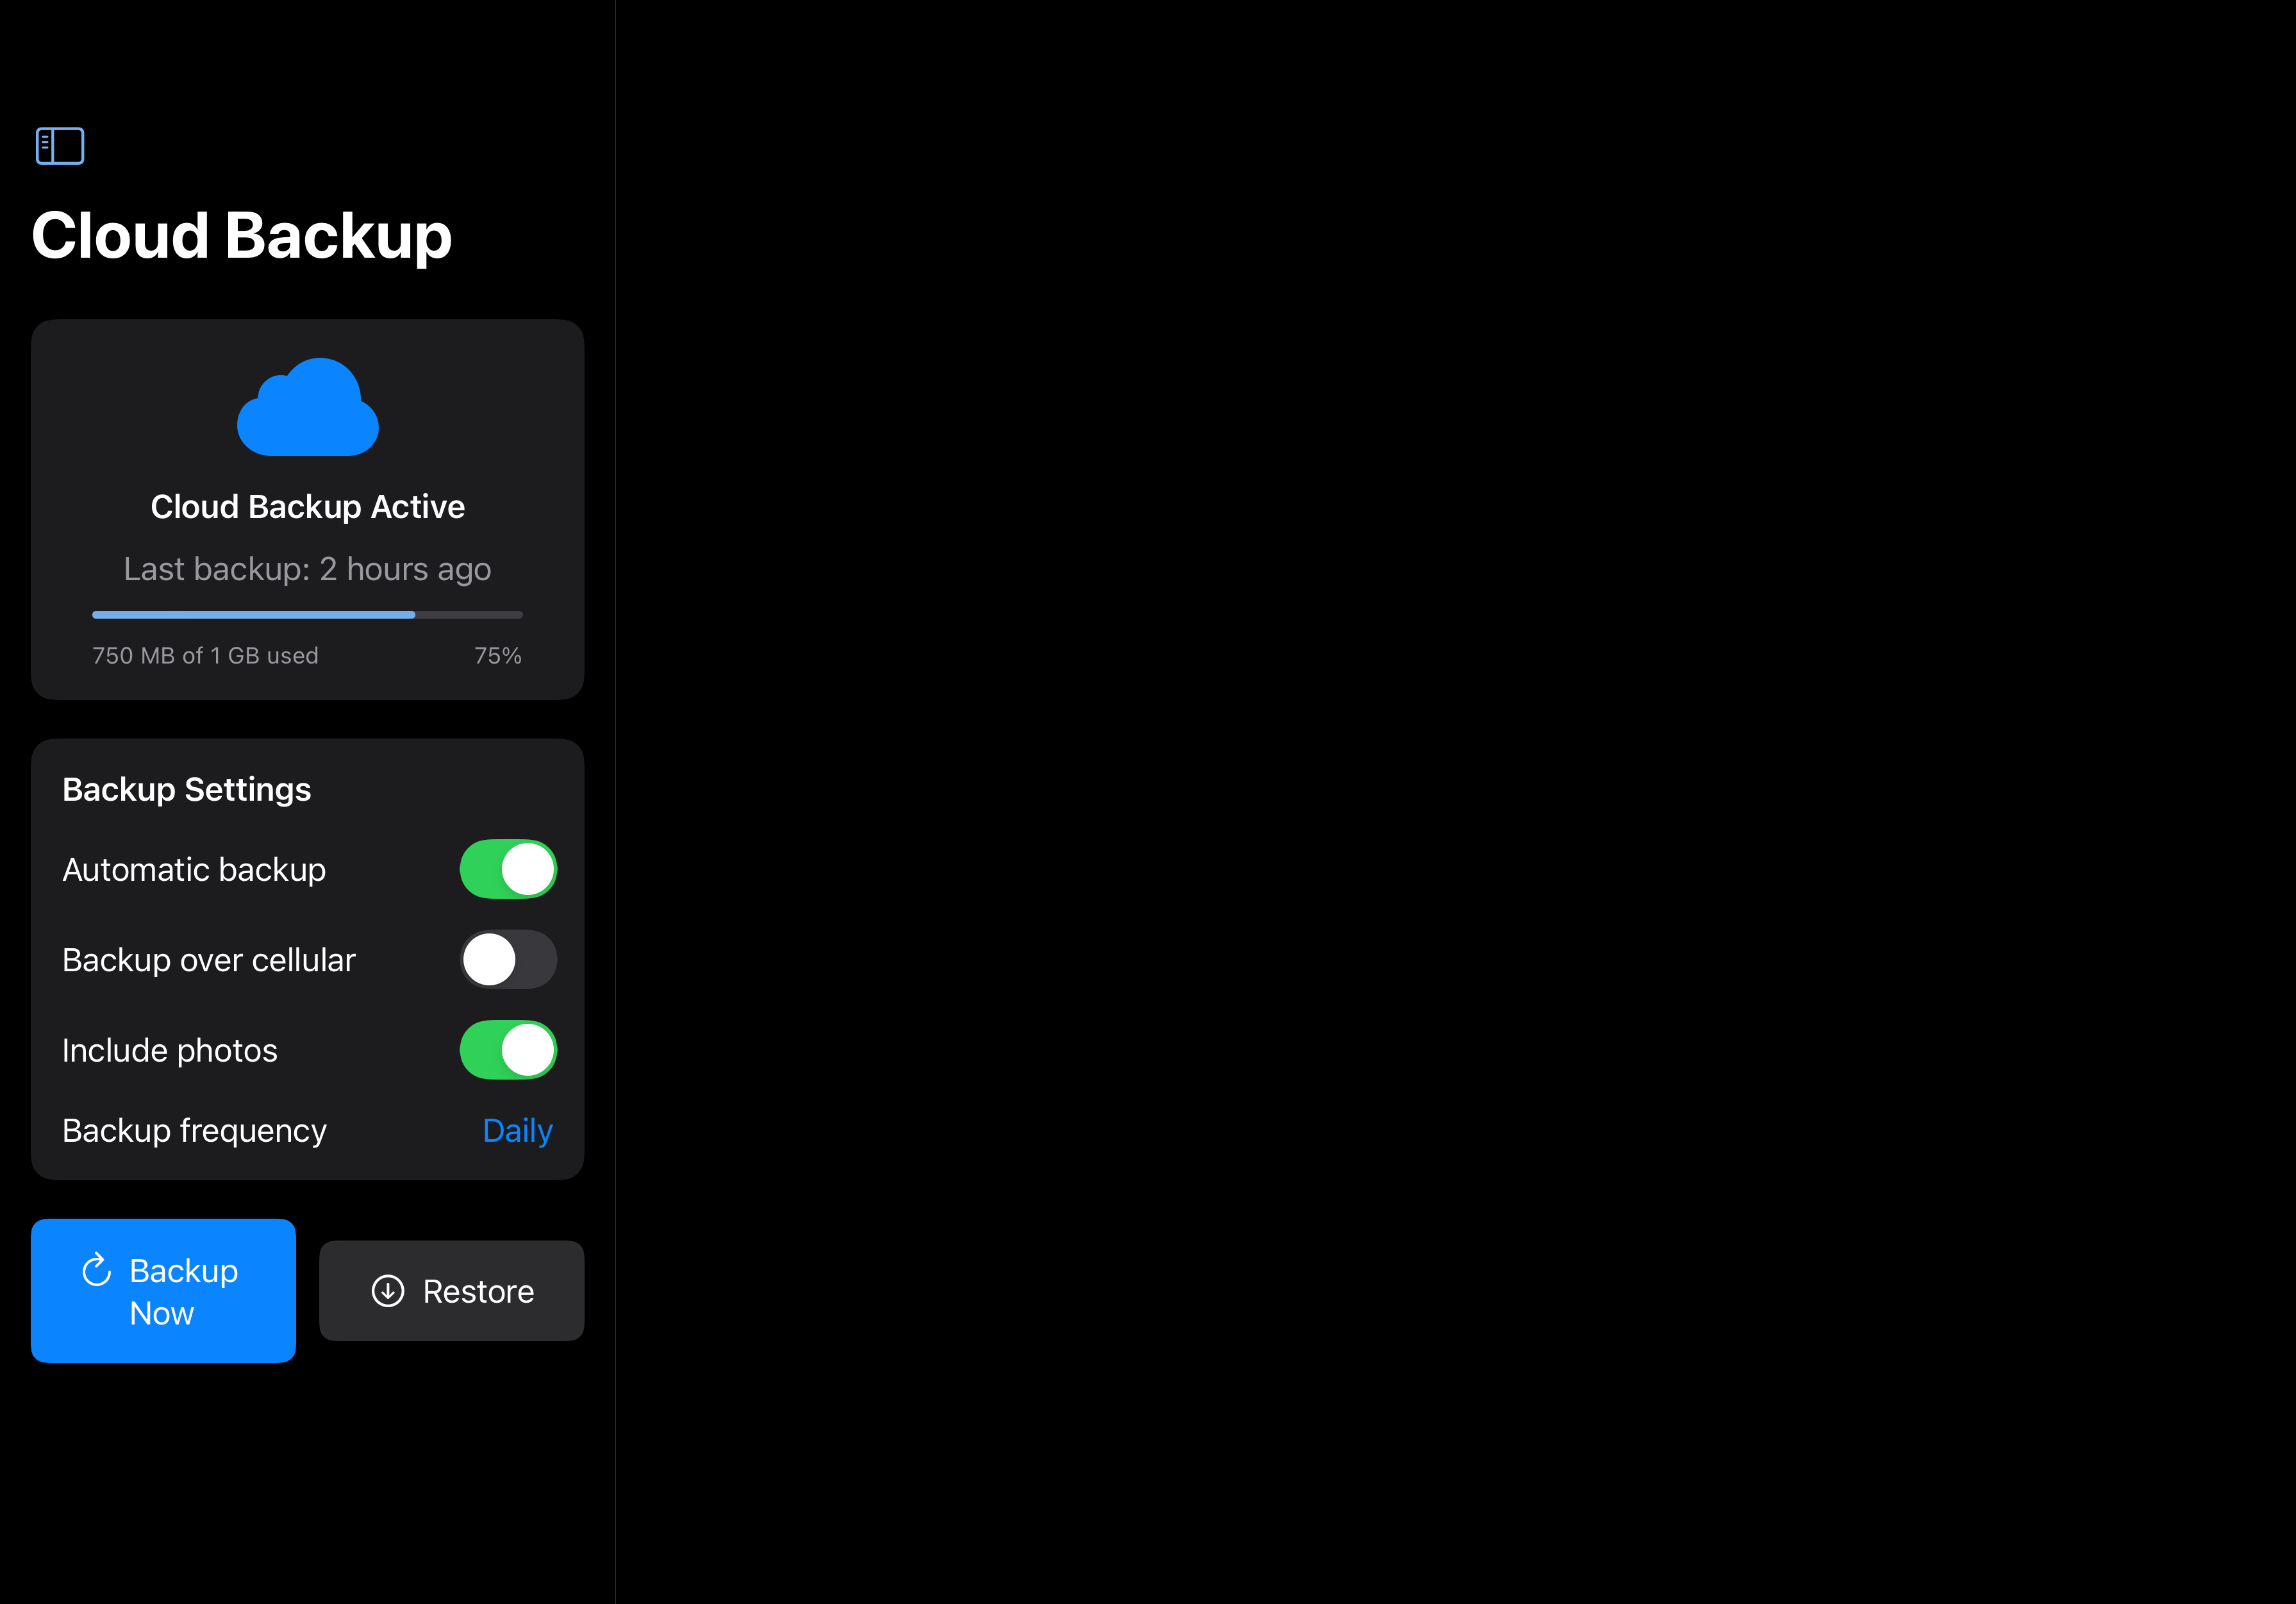 Cloud Backup
Cloud Backup Active
Last backup: 2 hours ago
750 MB of 1 GB used 75%
Backup Settings
Automatic backup
Backup over cellular
Include photos
Backup frequency Daily
Backup
Now
Restore